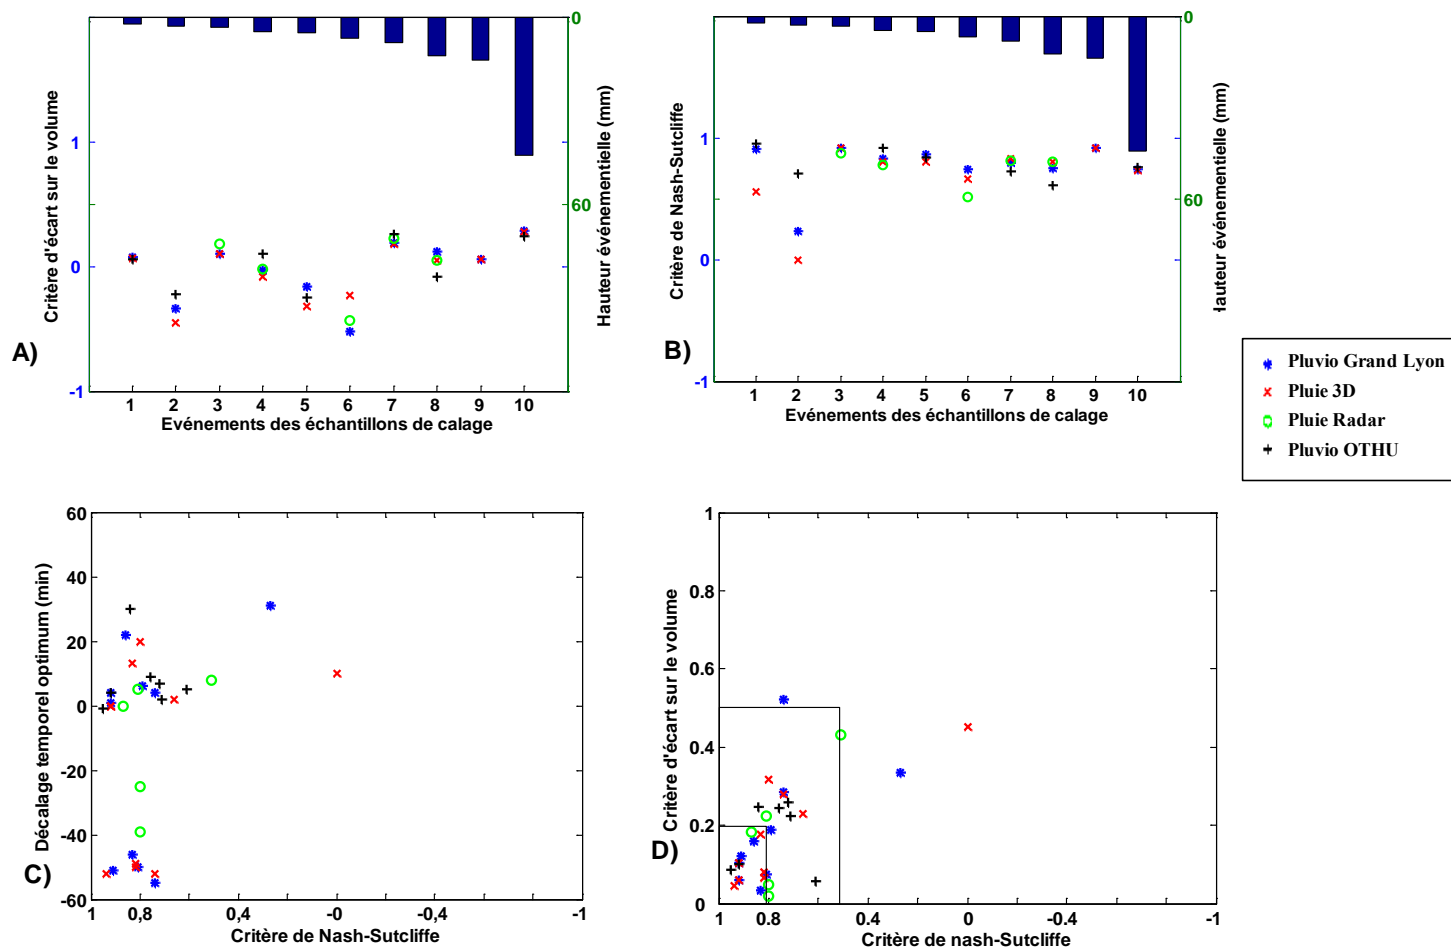 0
60
1
0
-1
Critère d'écart sur le volume
Hauteur événementielle (mm)
A)
1 2 3 4 5 6 7 8 9 10
Evénements des échantillons de calage
0
60
1
0
-1
Critère de Nash-Sutcliffe
Hauteur événementielle (mm)
B)
1 2 3 4 5 6 7 8 9 10
Evénements des échantillons de calage
Pluvio Grand Lyon
Pluie 3D
Pluie Radar
Pluvio OTHU
60
40
20
0
-20
-40
-60
Décalage temporel optimum (min)
C)
1 0,8 0,4 -0 -0,4 -1
Critère de Nash-Sutcliffe
1
0.8
0.6
0.4
0.2
0
Critère d'écart sur le volume
D)
1 0.8 0.4 0 -0.4 -1
Critère de nash-Sutcliffe